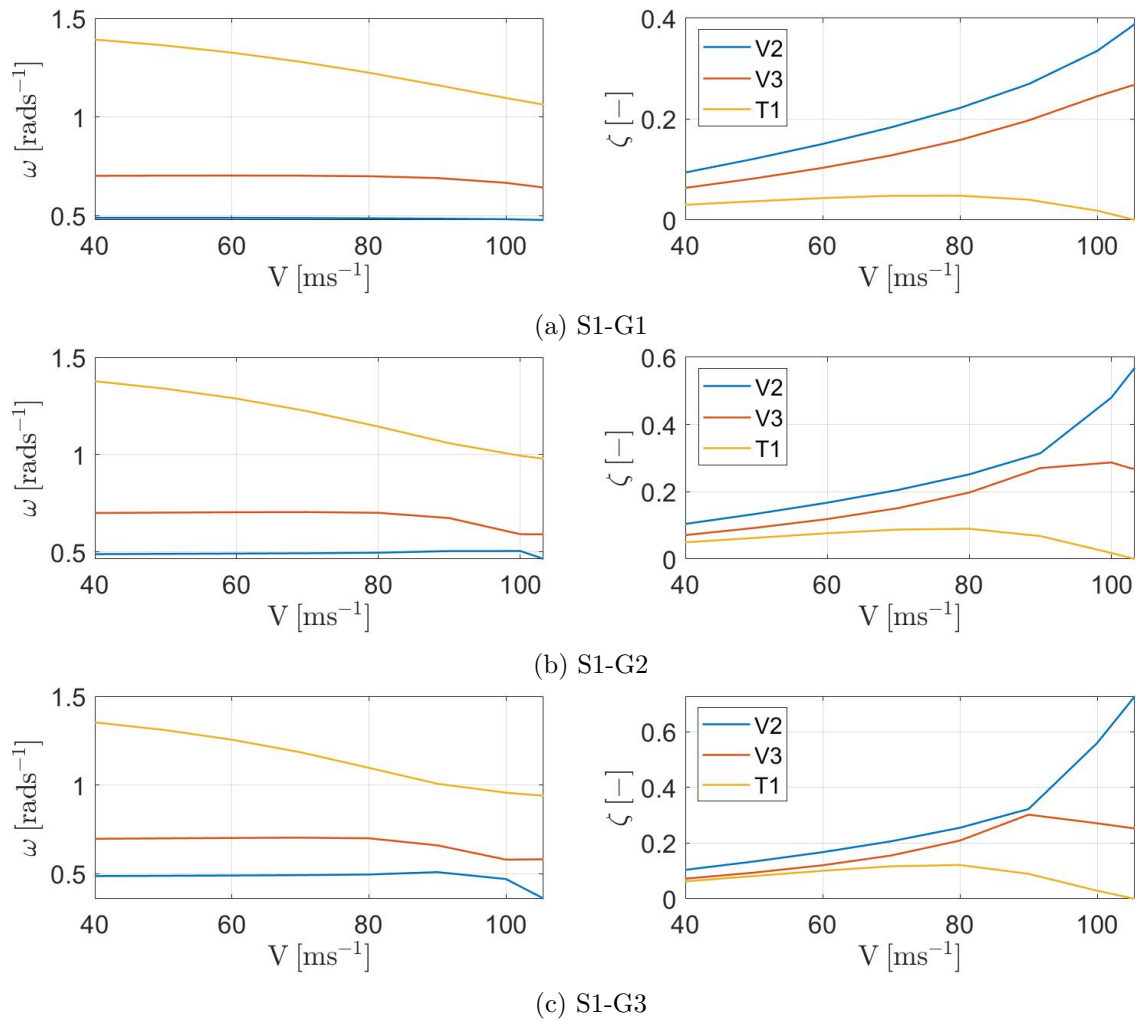 1.5
1
0.5
ω [rads⁻¹]
40 60 80 100
V [ms⁻¹]
0.4
0.2
0
ζ [−]
V2
V3
T1
40 60 80 100
V [ms⁻¹]
(a) S1-G1
1.5
1
0.5
ω [rads⁻¹]
40 60 80 100
V [ms⁻¹]
0.6
0.4
0.2
0
ζ [−]
V2
V3
T1
40 60 80 100
V [ms⁻¹]
(b) S1-G2
1.5
1
0.5
ω [rads⁻¹]
40 60 80 100
V [ms⁻¹]
0.6
0.4
0.2
0
ζ [−]
V2
V3
T1
40 60 80 100
V [ms⁻¹]
(c) S1-G3